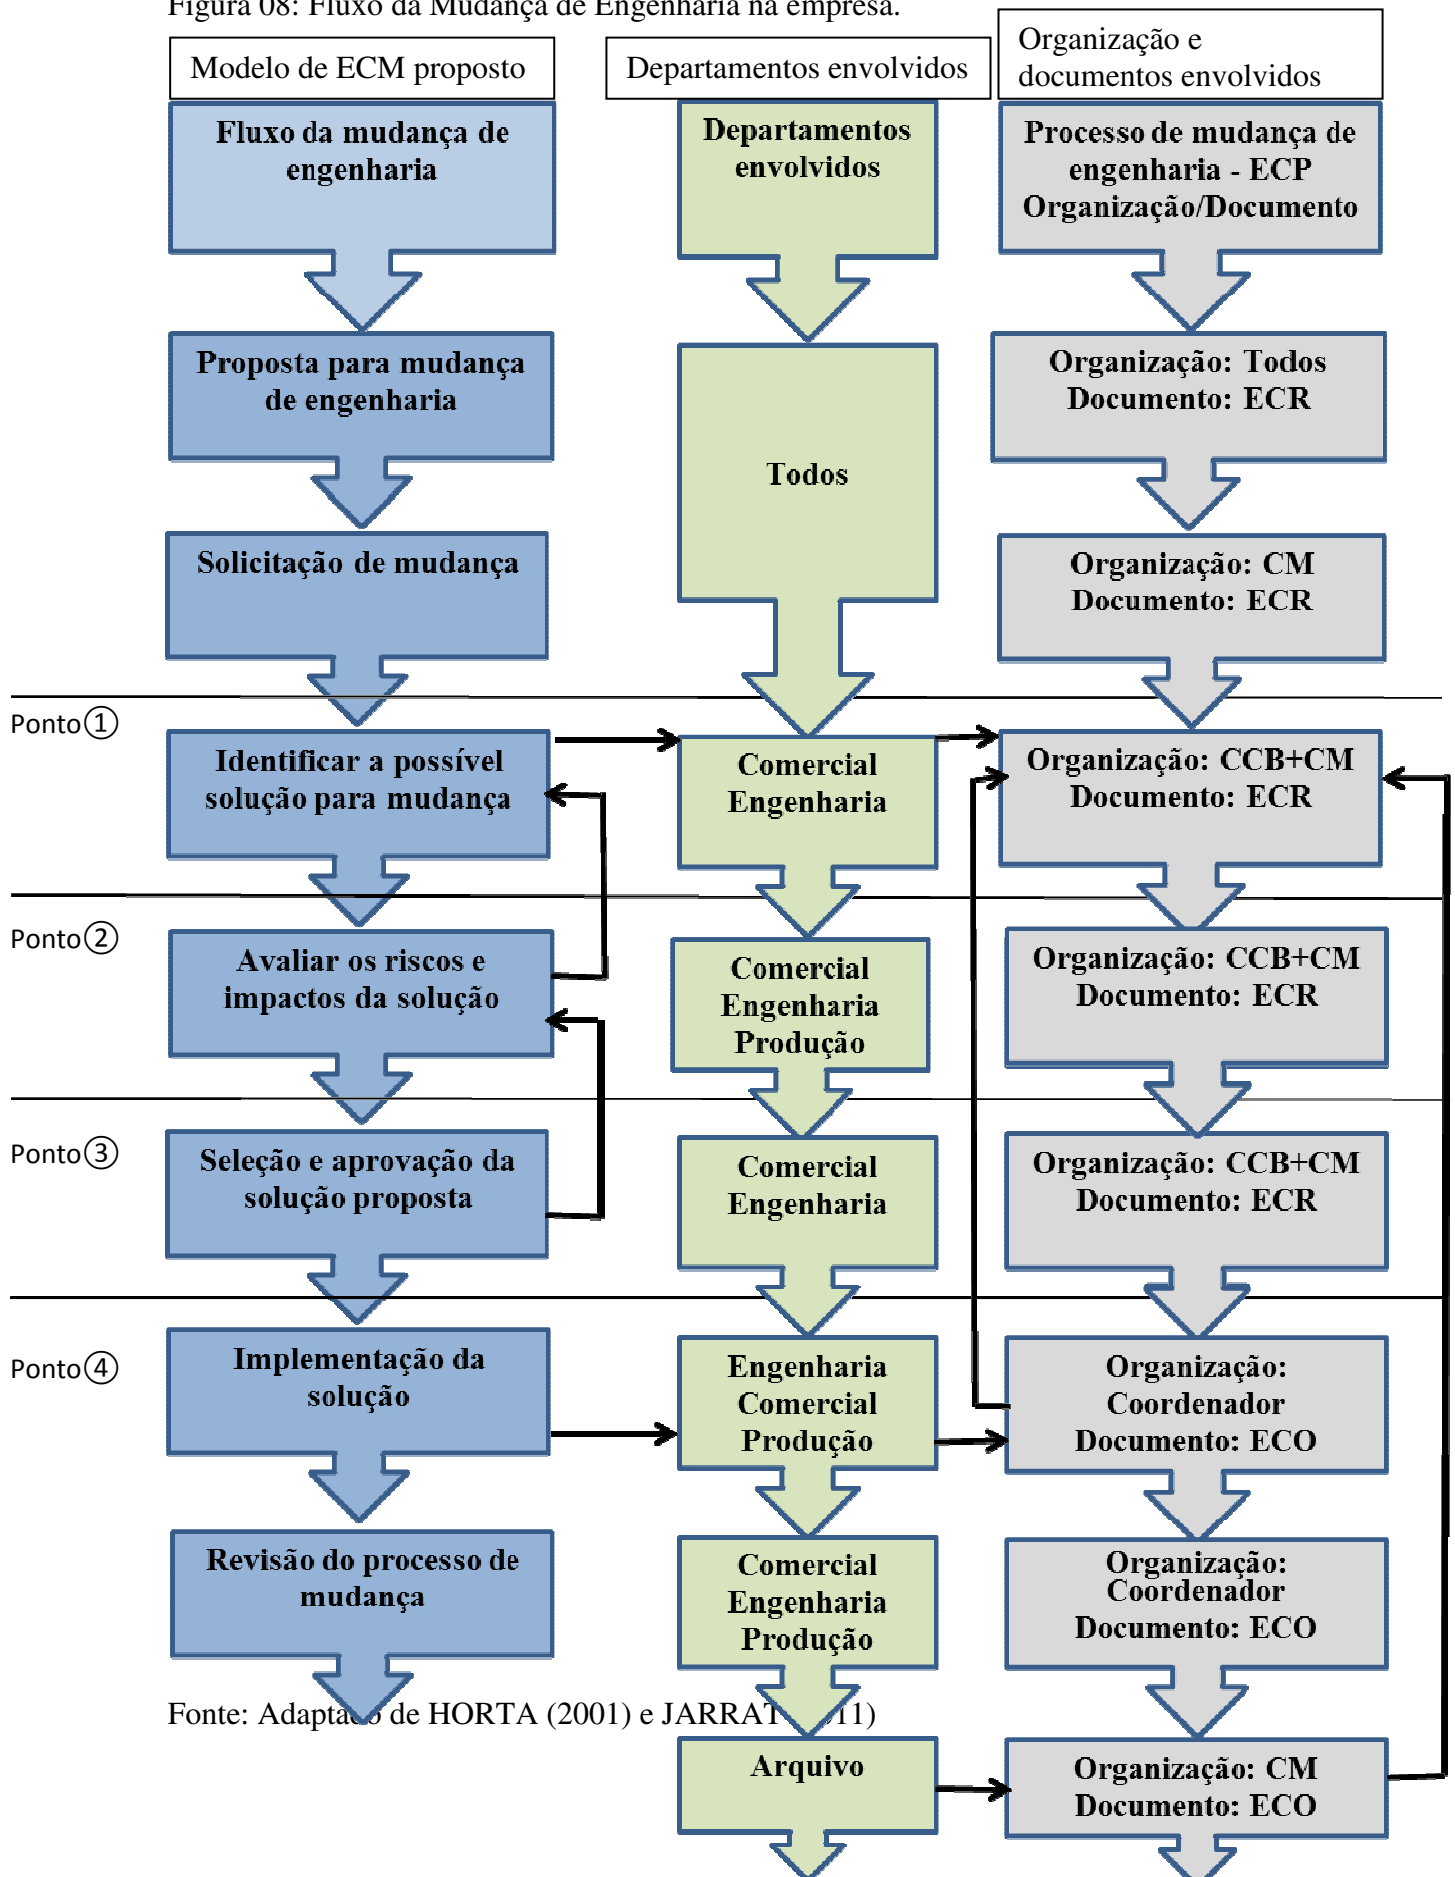 Figura 08: Fluxo da Mudança de Engenharia na empresa.
Modelo de ECM proposto
Departamentos envolvidos
Organização e
documentos envolvidos
Fluxo da mudança de
engenharia
Departamentos
envolvidos
Processo de mudança de
engenharia - ECP
Organização/Documento
Proposta para mudança
de engenharia
Todos
Organização: Todos
Documento: ECR
Solicitação de mudança
Organização: CM
Documento: ECR
Ponto①
Identificar a possível
solução para mudança
Comercial
Engenharia
Organização: CCB+CM
Documento: ECR
Ponto②
Avaliar os riscos e
impactos da solução
Comercial
Engenharia
Produção
Organização: CCB+CM
Documento: ECR
Ponto③
Seleção e aprovação da
solução proposta
Comercial
Engenharia
Organização: CCB+CM
Documento: ECR
Ponto④
Implementação da
solução
Engenharia
Comercial
Produção
Organização:
Coordenador
Documento: ECO
Revisão do processo de
mudança
Comercial
Engenharia
Produção
Organização:
Coordenador
Documento: ECO
Fonte: de HORTA (2001) e
Arquivo
Organização: CM
Documento: ECO